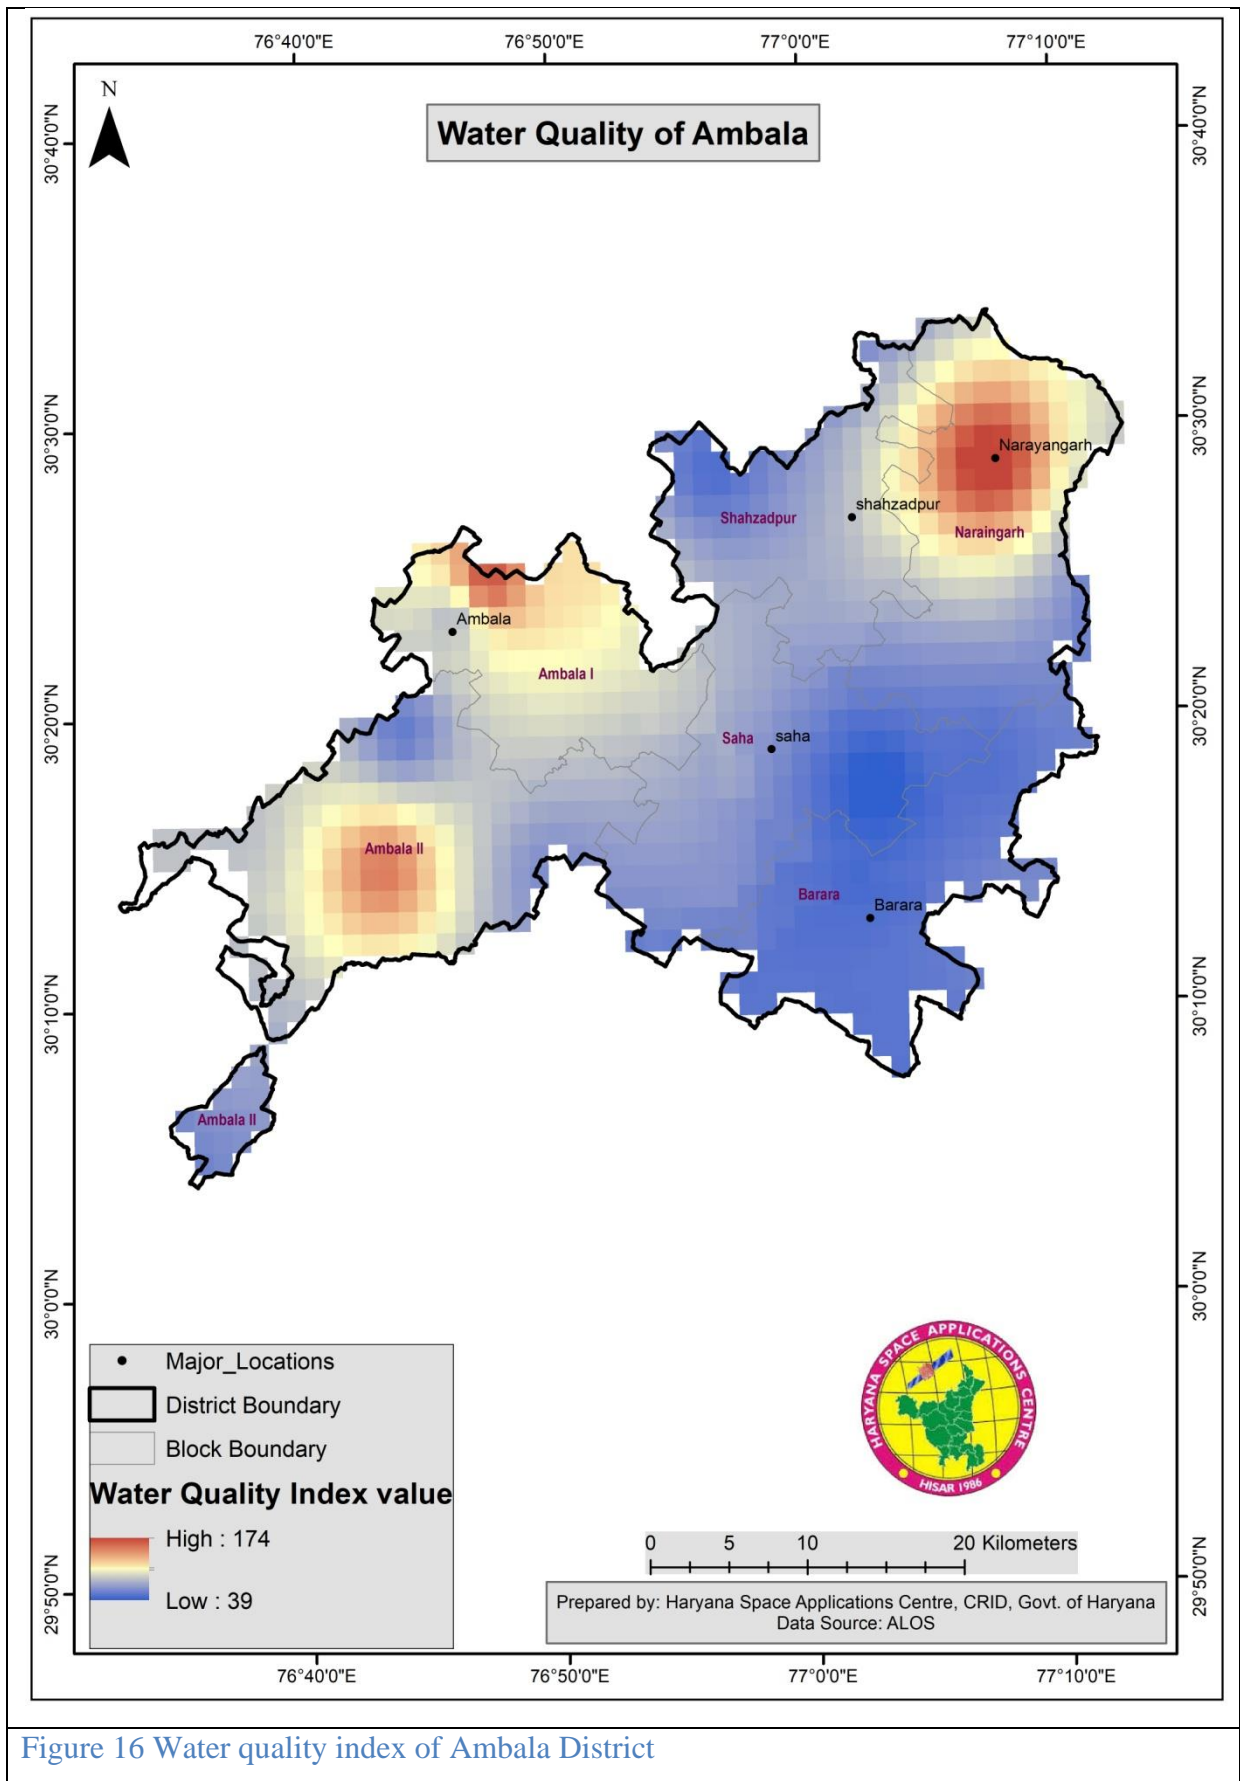 76°40'0"E 76°50'0"E 77°0'0"E 77°10'0"E
N
Water Quality of Ambala
30°40'0"N
30°40'0"N
30°30'0"N
30°30'0"N
Narayangarh
shahzadpur
Shahzadpur
Naraingarh
Ambala
Ambala I
30°20'0"N
30°20'0"N
Saha
saha
Ambala II
Barara
Barara
30°10'0"N
30°10'0"N
Ambala II
30°0'0"N
30°0'0"N
Major_Locations
District Boundary
Block Boundary
Water Quality Index value
High : 174
Low : 39
HARYANA SPACE APPLICATIONS CENTRE
HISAR 1986
0 5 10 20 Kilometers
Prepared by: Haryana Space Applications Centre, CRID, Govt. of Haryana
Data Source: ALOS
29°50'0"N
29°50'0"N
76°40'0"E 76°50'0"E 77°0'0"E 77°10'0"E
Figure 16 Water quality index of Ambala District